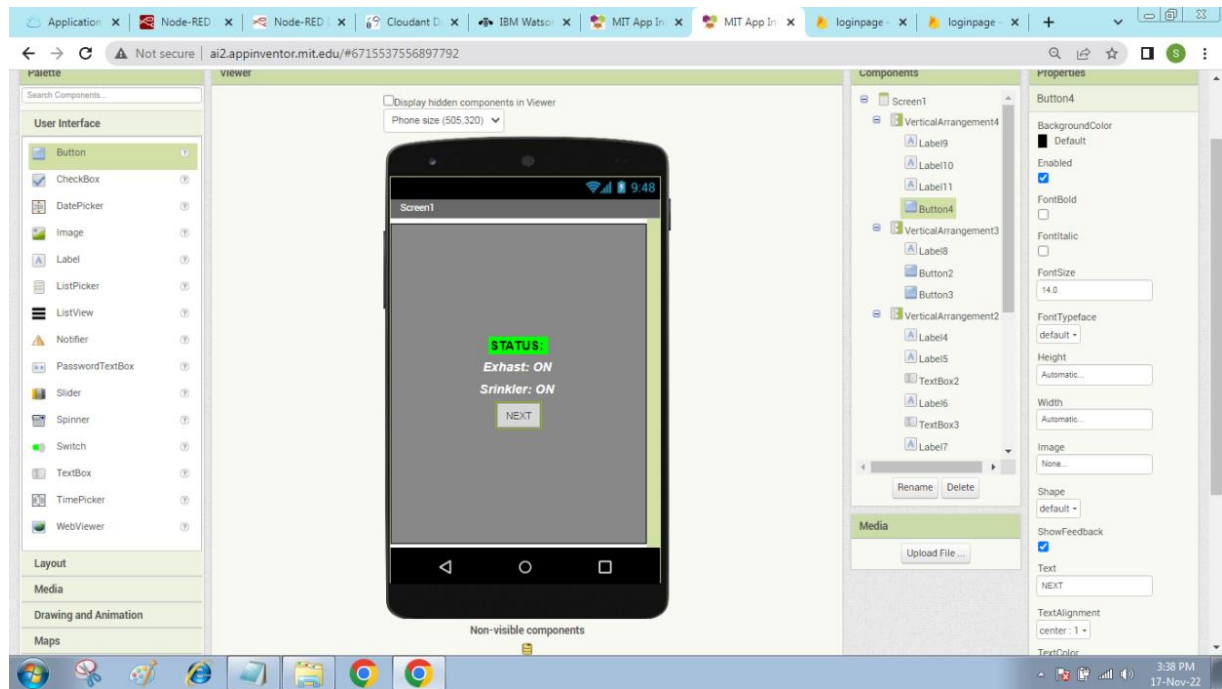 Application
Node-RED
Node-RED
Cloudant D
IBM Watson
MIT App In
MIT App In
loginpage -
loginpage -
Not secure
ai2.appinventor.mit.edu/#6715537556897792
S
Palette
Viewer
Components
Properties
Search Components...
User Interface
Button
CheckBox
DatePicker
Image
Label
ListPicker
ListView
Notifier
PasswordTextBox
Slider
Spinner
Switch
TextBox
TimePicker
WebViewer
Layout
Media
Drawing and Animation
Maps
Display hidden components in Viewer
Phone size (505,320)
9:48
Screen1
STATUS:
Exhast: ON
Srinkler: ON
NEXT
Non-visible components
Screen1
VerticalArrangement4
Label9
Label10
Label11
Button4
VerticalArrangement3
Label8
Button2
Button3
VerticalArrangement2
Label4
Label5
TextBox2
Label6
TextBox3
Label7
Rename Delete
Media
Upload File ...
Button4
BackgroundColor
Default
Enabled
FontBold
FontItalic
FontSize
14.0
FontTypeface
default
Height
Automatic...
Width
Automatic...
Image
None...
Shape
default
ShowFeedback
Text
NEXT
TextAlignment
center : 1
TextColor
3:38 PM
17-Nov-22